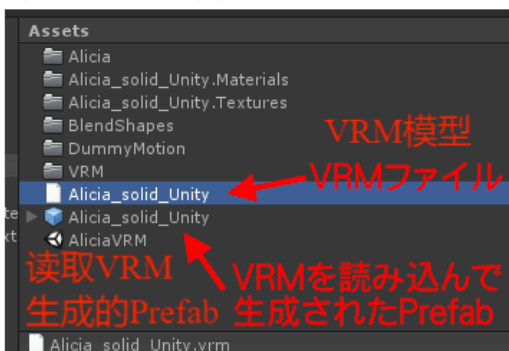 Assets
Alicia
Alicia_solid_Unity.Materials
Alicia_solid_Unity.Textures
BlendShapes
DummyMotion
VRM模型
VRM
VRMファイル
Alicia_solid_Unity
te
Alicia_solid_Unity
xt
AliciaVRM
读取VRM
生成的Prefab
VRMを読み込んで
生成されたPrefab
Alicia_solid_Unity.vrm